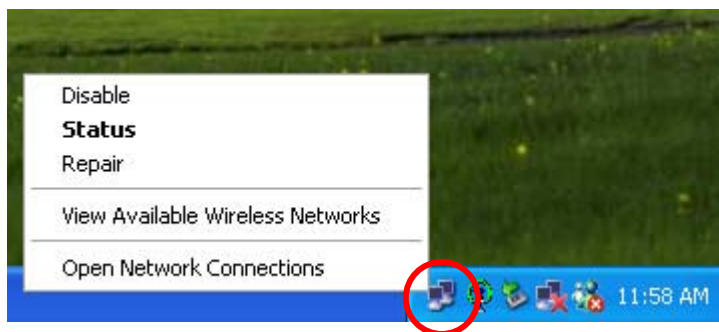 Disable
Status
Repair
View Available Wireless Networks
Open Network Connections
11:58 AM